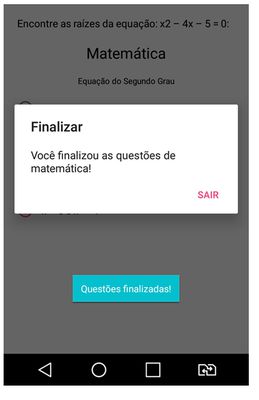 Encontre as raízes da equação: x2 – 4x – 5 = 0:
Matemática
Equação do Segundo Grau
Finalizar
Você finalizou as questões de
matemática!
SAIR
Questões finalizadas!